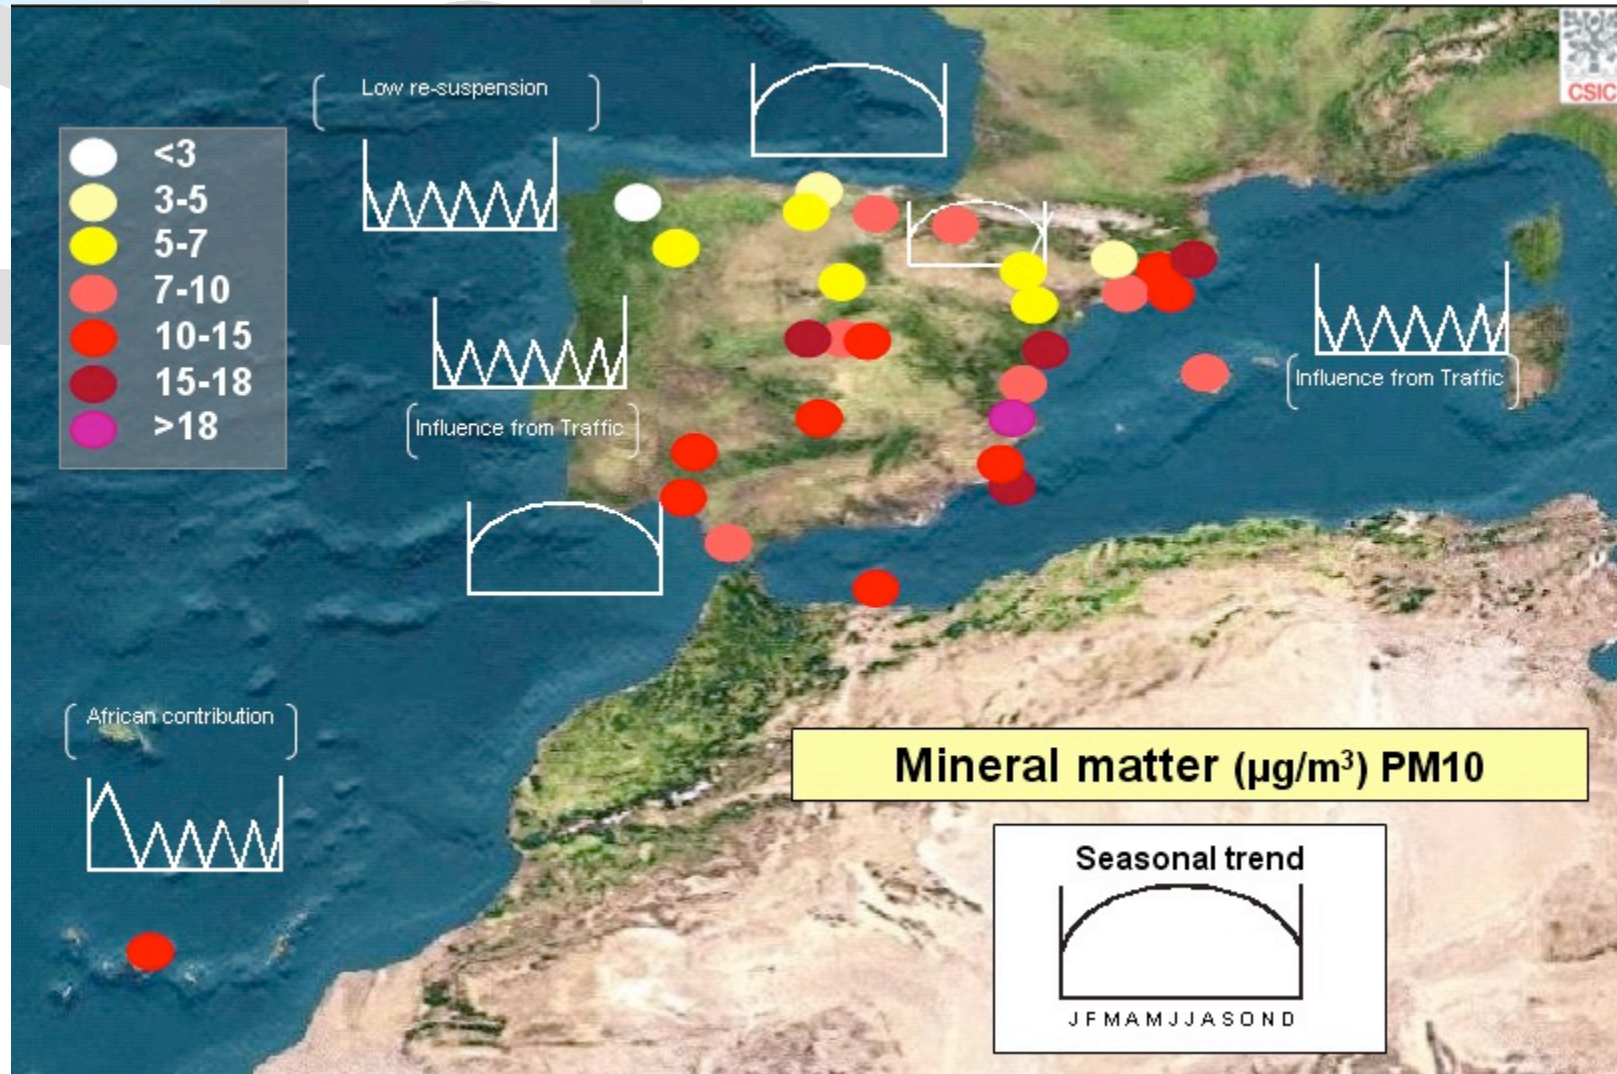 CSIC
Low re-suspension
<3
3-5
5-7
7-10
10-15
15-18
>18
Influence from Traffic
Influence from Traffic
African contribution
Mineral matter (µg/m³) PM10
Seasonal trend
J F M A M J J A S O N D